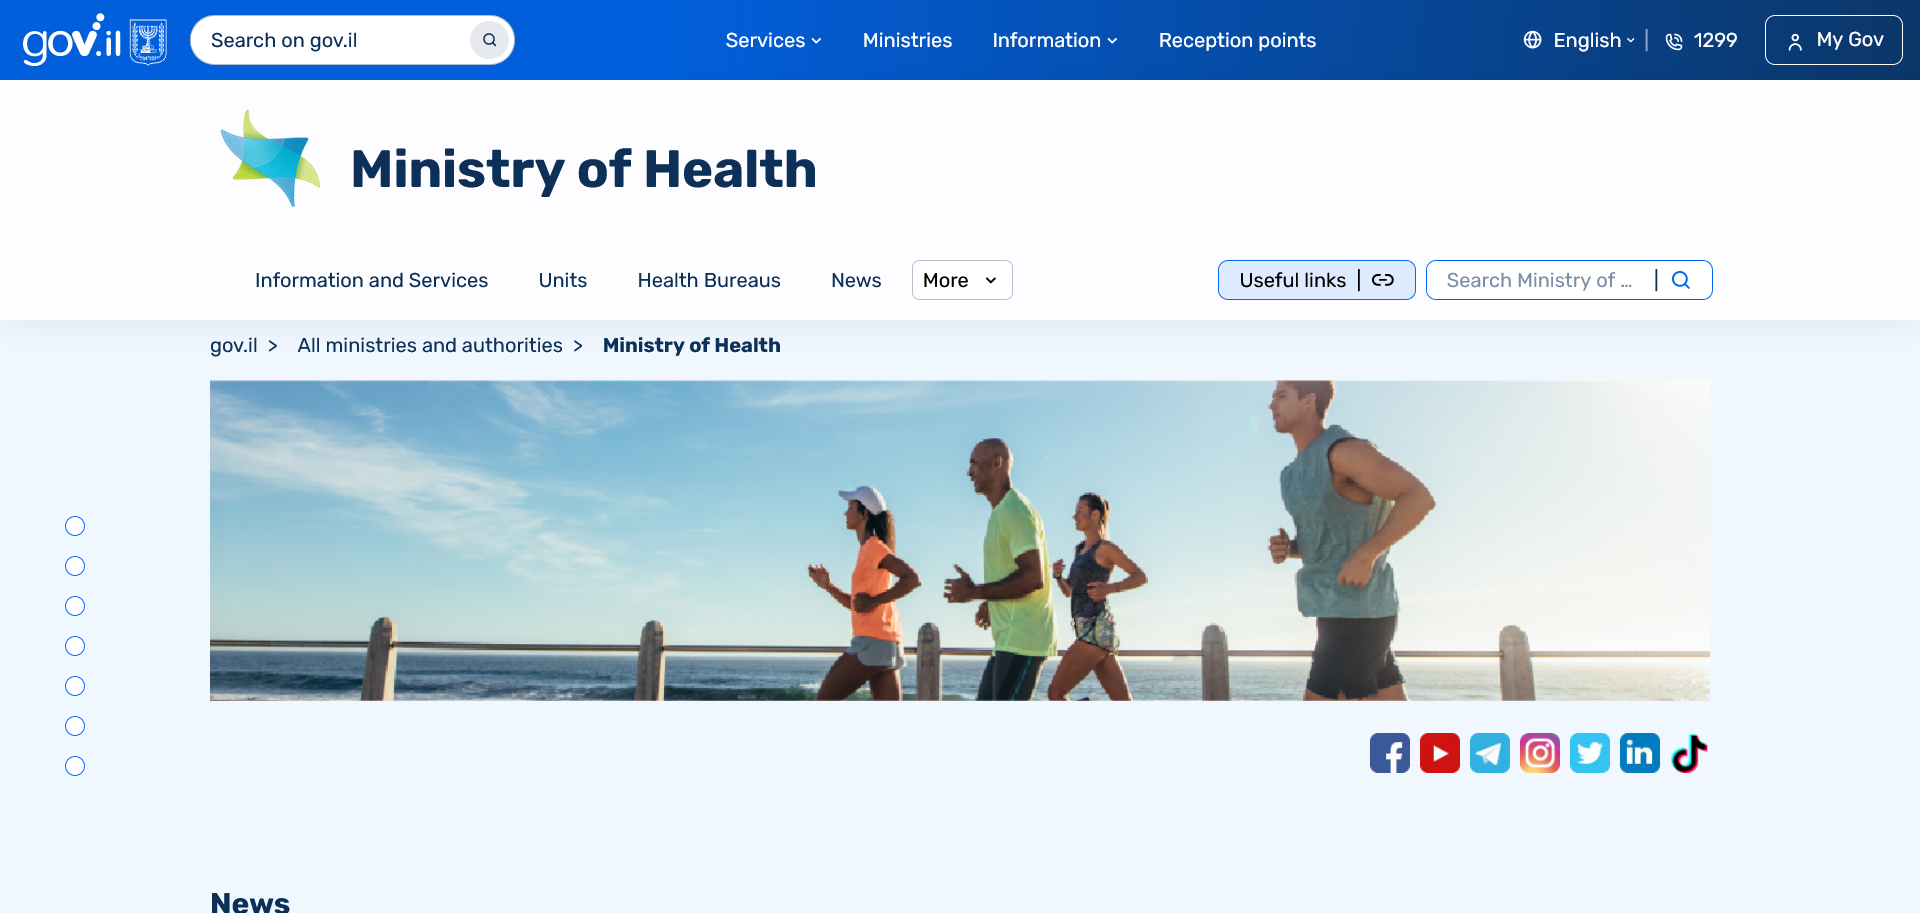 gov.il
Search on gov.il
Services
Ministries
Information
Reception points
English
1299
My Gov
Ministry of Health
Information and Services
Units
Health Bureaus
News
More
Useful links
Search Ministry of ...
gov.il > All ministries and authorities > Ministry of Health
News